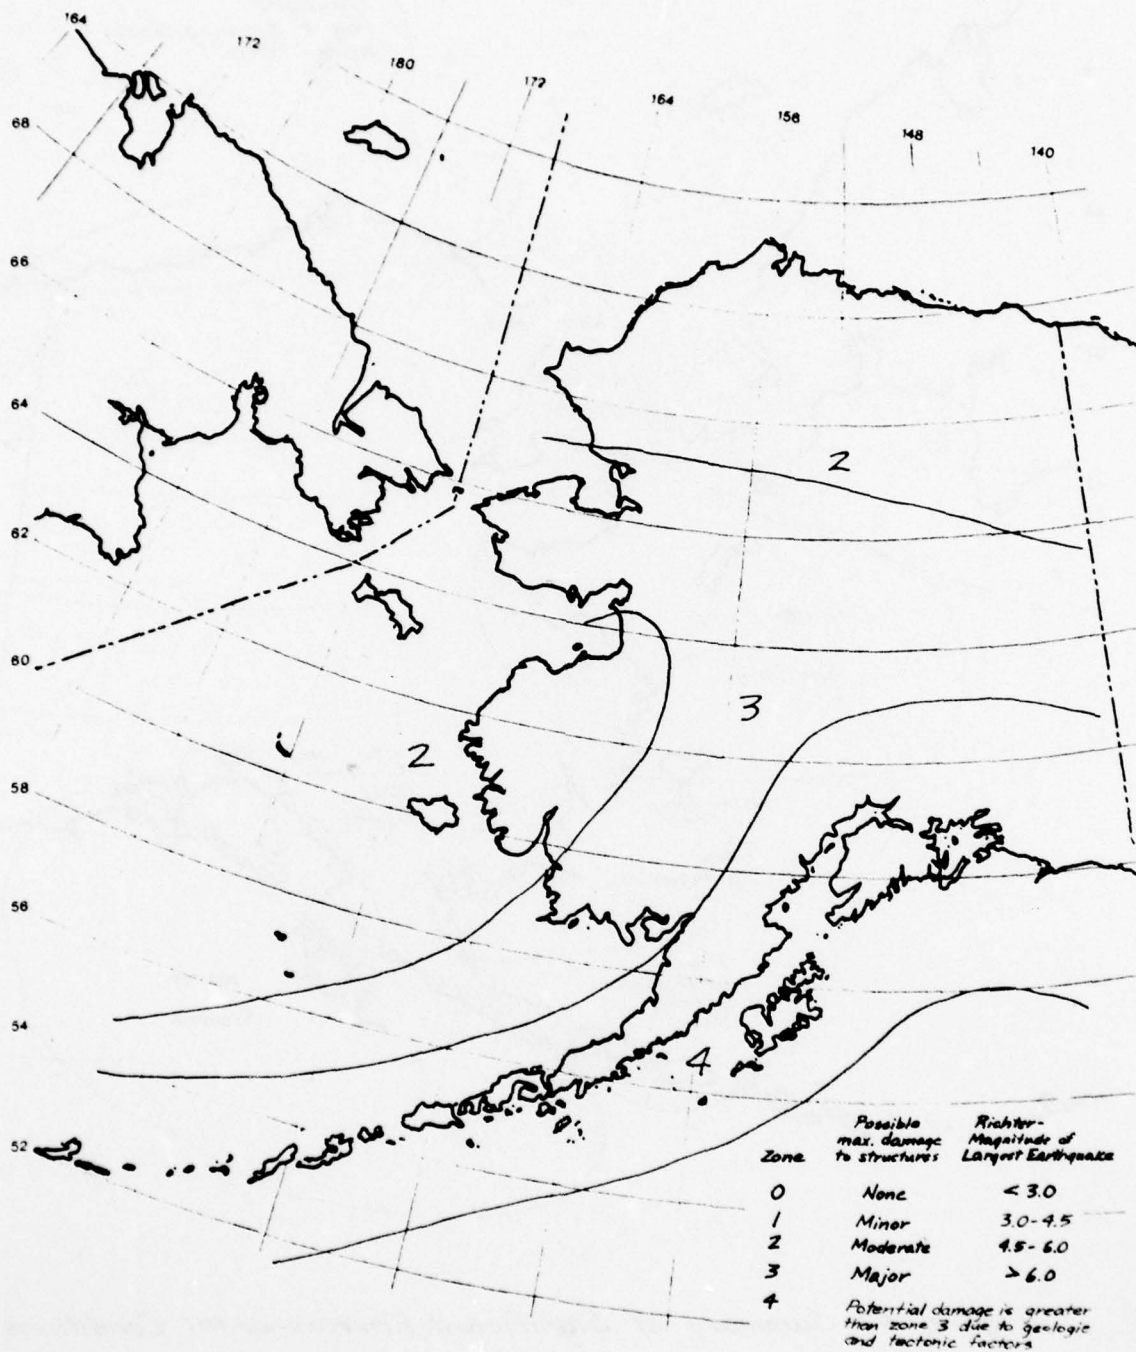 164
172
180
172
164
156
148
140
68
66
64
62
60
58
56
54
52
2
3
2
4
Zone Possible max. damage to structures Richter-Magnitude of Largest Earthquake
0 None < 3.0
1 Minor 3.0-4.5
2 Moderate 4.5-6.0
3 Major > 6.0
4 Potential damage is greater
than zone 3 due to geologic
and tectonic factors